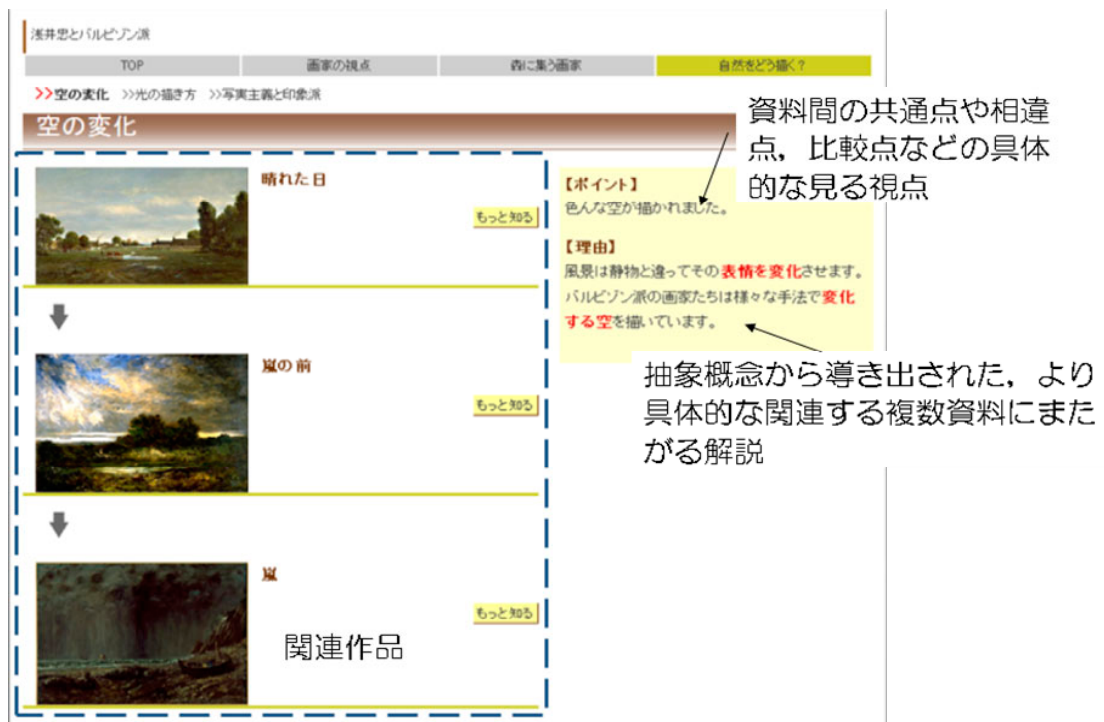 浅井忠とバルビゾン派
TOP 画家の視点 森に集う画家 自然をどう描く?
>>空の変化 >>光の描き方 >>写実主義と印象派
空の変化
資料間の共通点や相違
点,比較点などの具体
的な見る視点
晴れた日
もっと知る
【ポイント】
色んな空が描かれました。
【理由】
風景は静物と違ってその表情を変化させます。
バルビゾン派の画家たちは様々な手法で変化
する空を描いています。
抽象概念から導き出された,より
具体的な関連する複数資料にまた
がる解説
嵐の前
もっと知る
嵐
もっと知る
関連作品